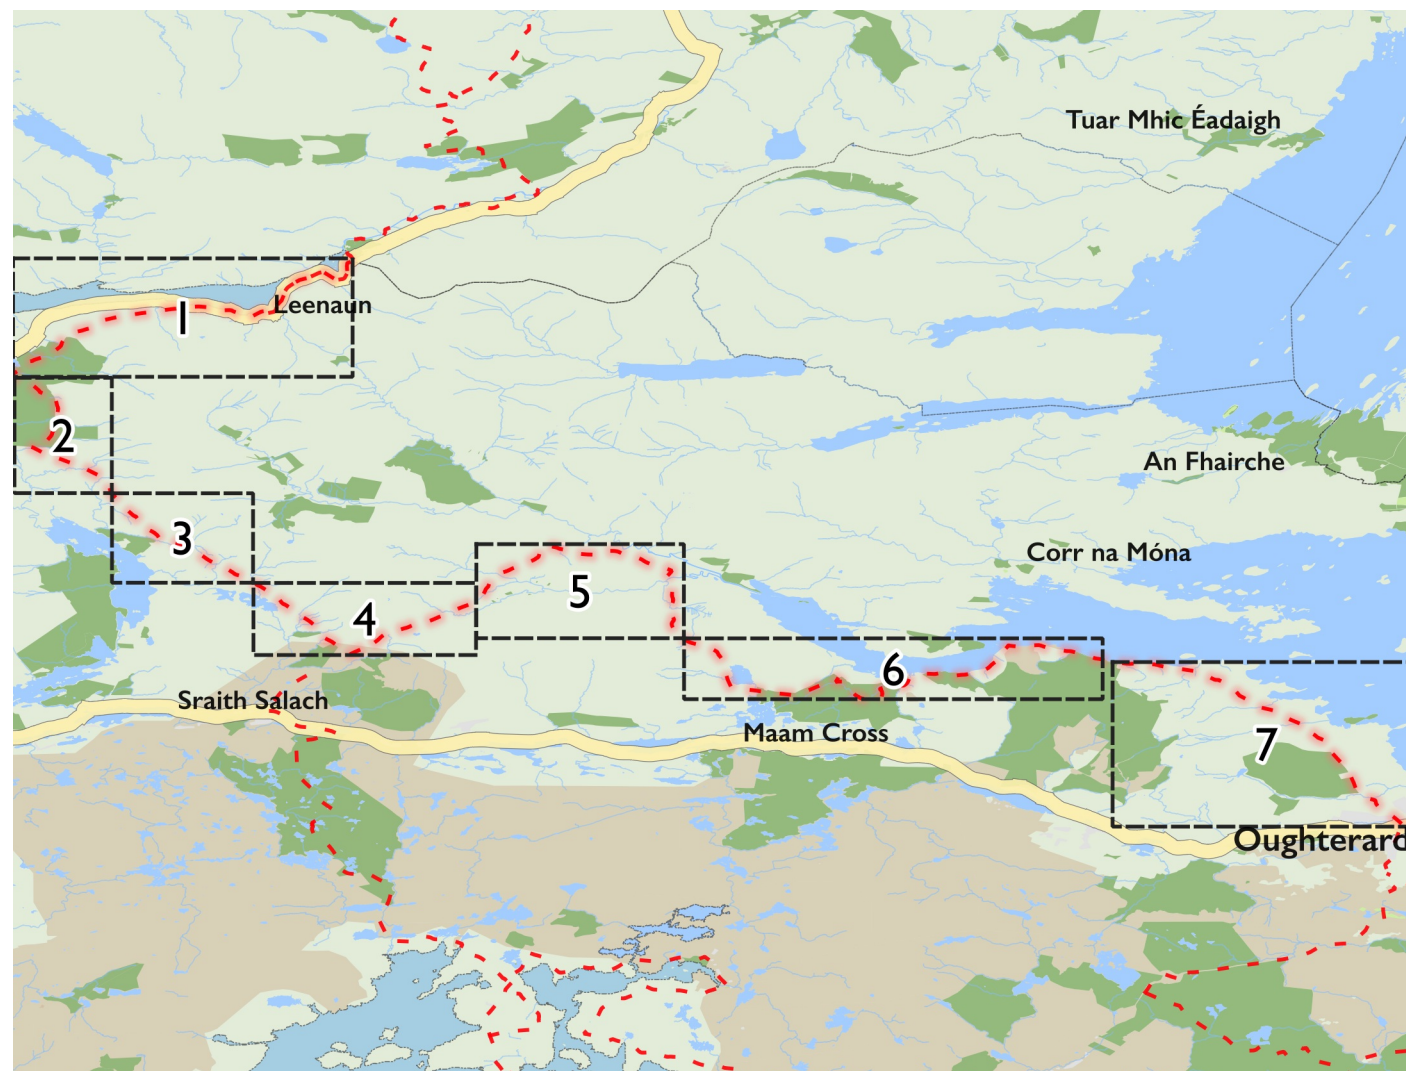 Tuar Mhic Éadaigh
Leenaun
1
2
An Fhairche
3
Corr na Móna
5
4
6
Sraith Salach
Maam Cross
7
Oughterard